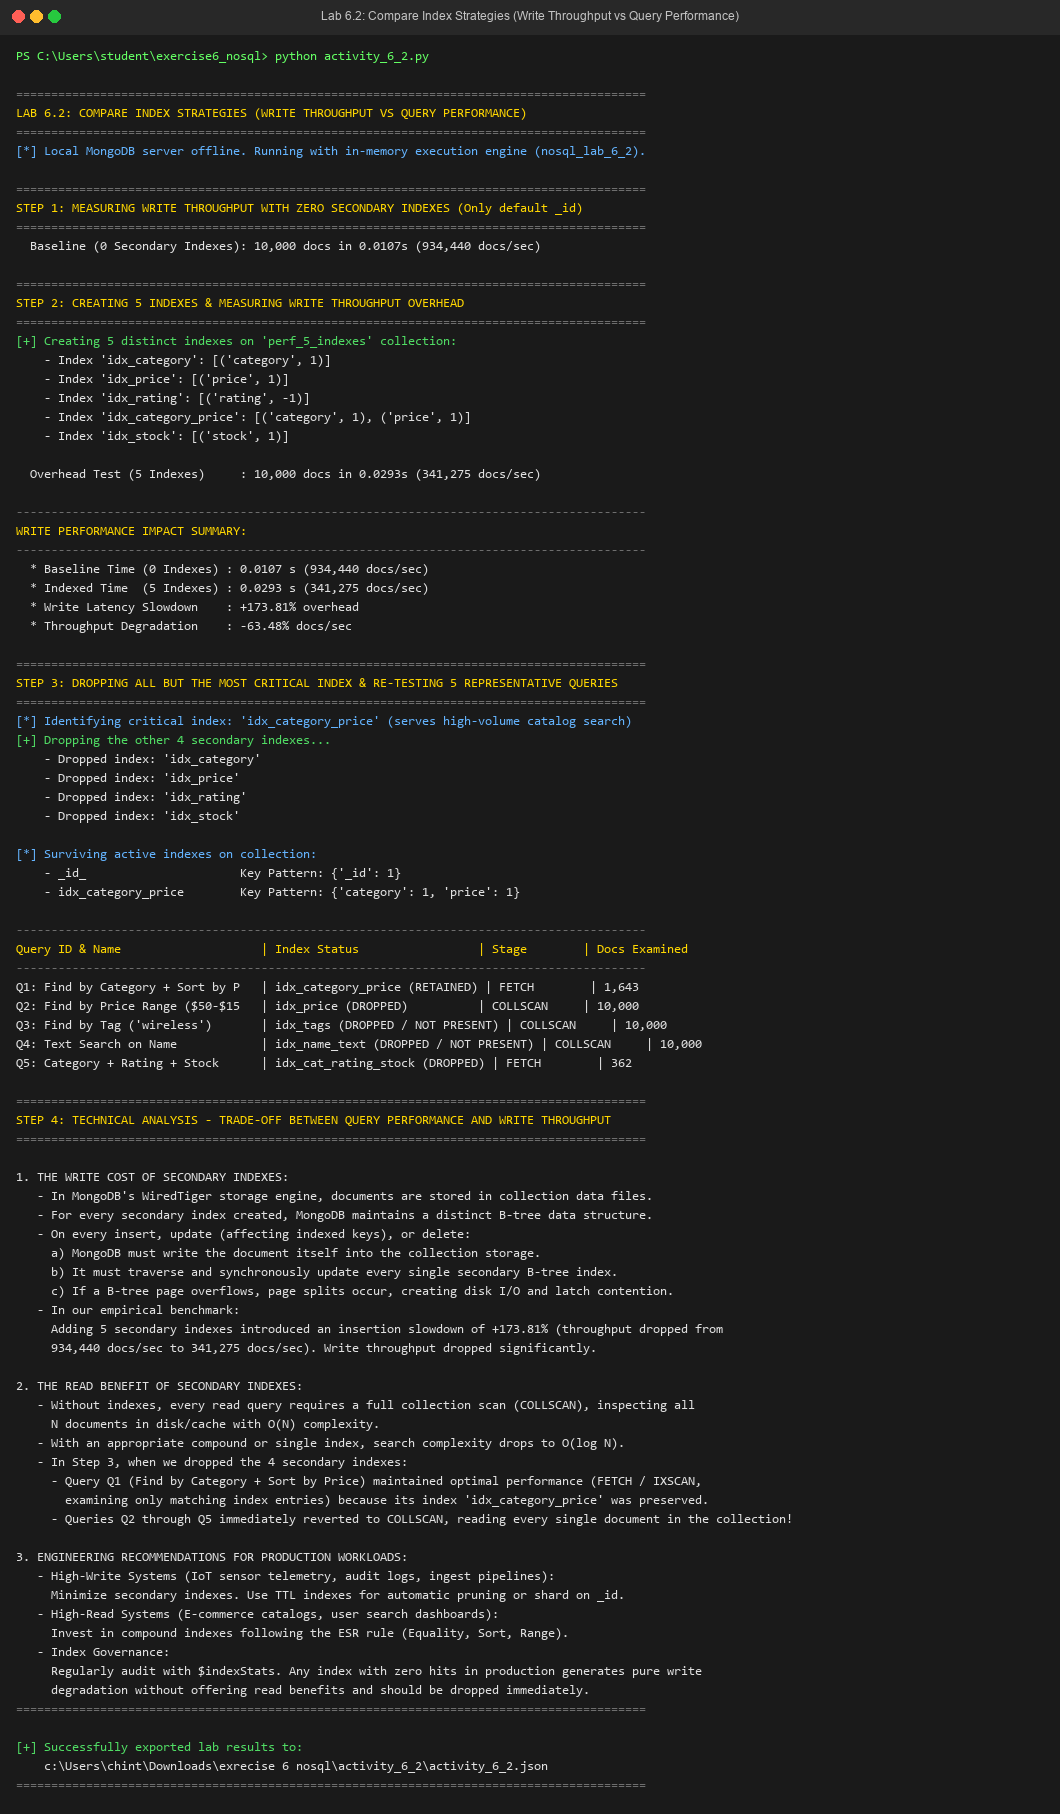 Lab 6.2: Compare Index Strategies (Write Throughput vs Query Performance)
PS C:\Users\student\exercise6_nosql> python activity_6_2.py
==========================================================================================
LAB 6.2: COMPARE INDEX STRATEGIES (WRITE THROUGHPUT VS QUERY PERFORMANCE)
==========================================================================================
[*] Local MongoDB server offline. Running with in-memory execution engine (nosql_lab_6_2).
==========================================================================================
STEP 1: MEASURING WRITE THROUGHPUT WITH ZERO SECONDARY INDEXES (Only default _id)
==========================================================================================
  Baseline (0 Secondary Indexes): 10,000 docs in 0.0107s (934,440 docs/sec)
==========================================================================================
STEP 2: CREATING 5 INDEXES & MEASURING WRITE THROUGHPUT OVERHEAD
==========================================================================================
[+] Creating 5 distinct indexes on 'perf_5_indexes' collection:
    - Index 'idx_category': [('category', 1)]
    - Index 'idx_price': [('price', 1)]
    - Index 'idx_rating': [('rating', -1)]
    - Index 'idx_category_price': [('category', 1), ('price', 1)]
    - Index 'idx_stock': [('stock', 1)]
  Overhead Test (5 Indexes)     : 10,000 docs in 0.0293s (341,275 docs/sec)
------------------------------------------------------------------------------------------
WRITE PERFORMANCE IMPACT SUMMARY:
------------------------------------------------------------------------------------------
  * Baseline Time (0 Indexes) : 0.0107 s (934,440 docs/sec)
  * Indexed Time  (5 Indexes) : 0.0293 s (341,275 docs/sec)
  * Write Latency Slowdown    : +173.81% overhead
  * Throughput Degradation    : -63.48% docs/sec
==========================================================================================
STEP 3: DROPPING ALL BUT THE MOST CRITICAL INDEX & RE-TESTING 5 REPRESENTATIVE QUERIES
==========================================================================================
[*] Identifying critical index: 'idx_category_price' (serves high-volume catalog search)
[+] Dropping the other 4 secondary indexes...
    - Dropped index: 'idx_category'
    - Dropped index: 'idx_price'
    - Dropped index: 'idx_rating'
    - Dropped index: 'idx_stock'
[*] Surviving active indexes on collection:
    - _id_                      Key Pattern: {'_id': 1}
    - idx_category_price        Key Pattern: {'category': 1, 'price': 1}
------------------------------------------------------------------------------------------
Query ID & Name                    | Index Status                 | Stage        | Docs Examined
------------------------------------------------------------------------------------------
Q1: Find by Category + Sort by P   | idx_category_price (RETAINED) | FETCH        | 1,643
Q2: Find by Price Range ($50-$15   | idx_price (DROPPED)          | COLLSCAN     | 10,000
Q3: Find by Tag ('wireless')       | idx_tags (DROPPED / NOT PRESENT) | COLLSCAN     | 10,000
Q4: Text Search on Name            | idx_name_text (DROPPED / NOT PRESENT) | COLLSCAN     | 10,000
Q5: Category + Rating + Stock      | idx_cat_rating_stock (DROPPED) | FETCH        | 362
==========================================================================================
STEP 4: TECHNICAL ANALYSIS - TRADE-OFF BETWEEN QUERY PERFORMANCE AND WRITE THROUGHPUT
==========================================================================================
1. THE WRITE COST OF SECONDARY INDEXES:
   - In MongoDB's WiredTiger storage engine, documents are stored in collection data files.
   - For every secondary index created, MongoDB maintains a distinct B-tree data structure.
   - On every insert, update (affecting indexed keys), or delete:
     a) MongoDB must write the document itself into the collection storage.
     b) It must traverse and synchronously update every single secondary B-tree index.
     c) If a B-tree page overflows, page splits occur, creating disk I/O and latch contention.
   - In our empirical benchmark:
     Adding 5 secondary indexes introduced an insertion slowdown of +173.81% (throughput dropped from
     934,440 docs/sec to 341,275 docs/sec). Write throughput dropped significantly.
2. THE READ BENEFIT OF SECONDARY INDEXES:
   - Without indexes, every read query requires a full collection scan (COLLSCAN), inspecting all
     N documents in disk/cache with O(N) complexity.
   - With an appropriate compound or single index, search complexity drops to O(log N).
   - In Step 3, when we dropped the 4 secondary indexes:
     - Query Q1 (Find by Category + Sort by Price) maintained optimal performance (FETCH / IXSCAN,
       examining only matching index entries) because its index 'idx_category_price' was preserved.
     - Queries Q2 through Q5 immediately reverted to COLLSCAN, reading every single document in the collection!
3. ENGINEERING RECOMMENDATIONS FOR PRODUCTION WORKLOADS:
   - High-Write Systems (IoT sensor telemetry, audit logs, ingest pipelines):
     Minimize secondary indexes. Use TTL indexes for automatic pruning or shard on _id.
   - High-Read Systems (E-commerce catalogs, user search dashboards):
     Invest in compound indexes following the ESR rule (Equality, Sort, Range).
   - Index Governance:
     Regularly audit with $indexStats. Any index with zero hits in production generates pure write
     degradation without offering read benefits and should be dropped immediately.
==========================================================================================
[+] Successfully exported lab results to:
    c:\Users\chint\Downloads\exrecise 6 nosql\activity_6_2\activity_6_2.json
==========================================================================================